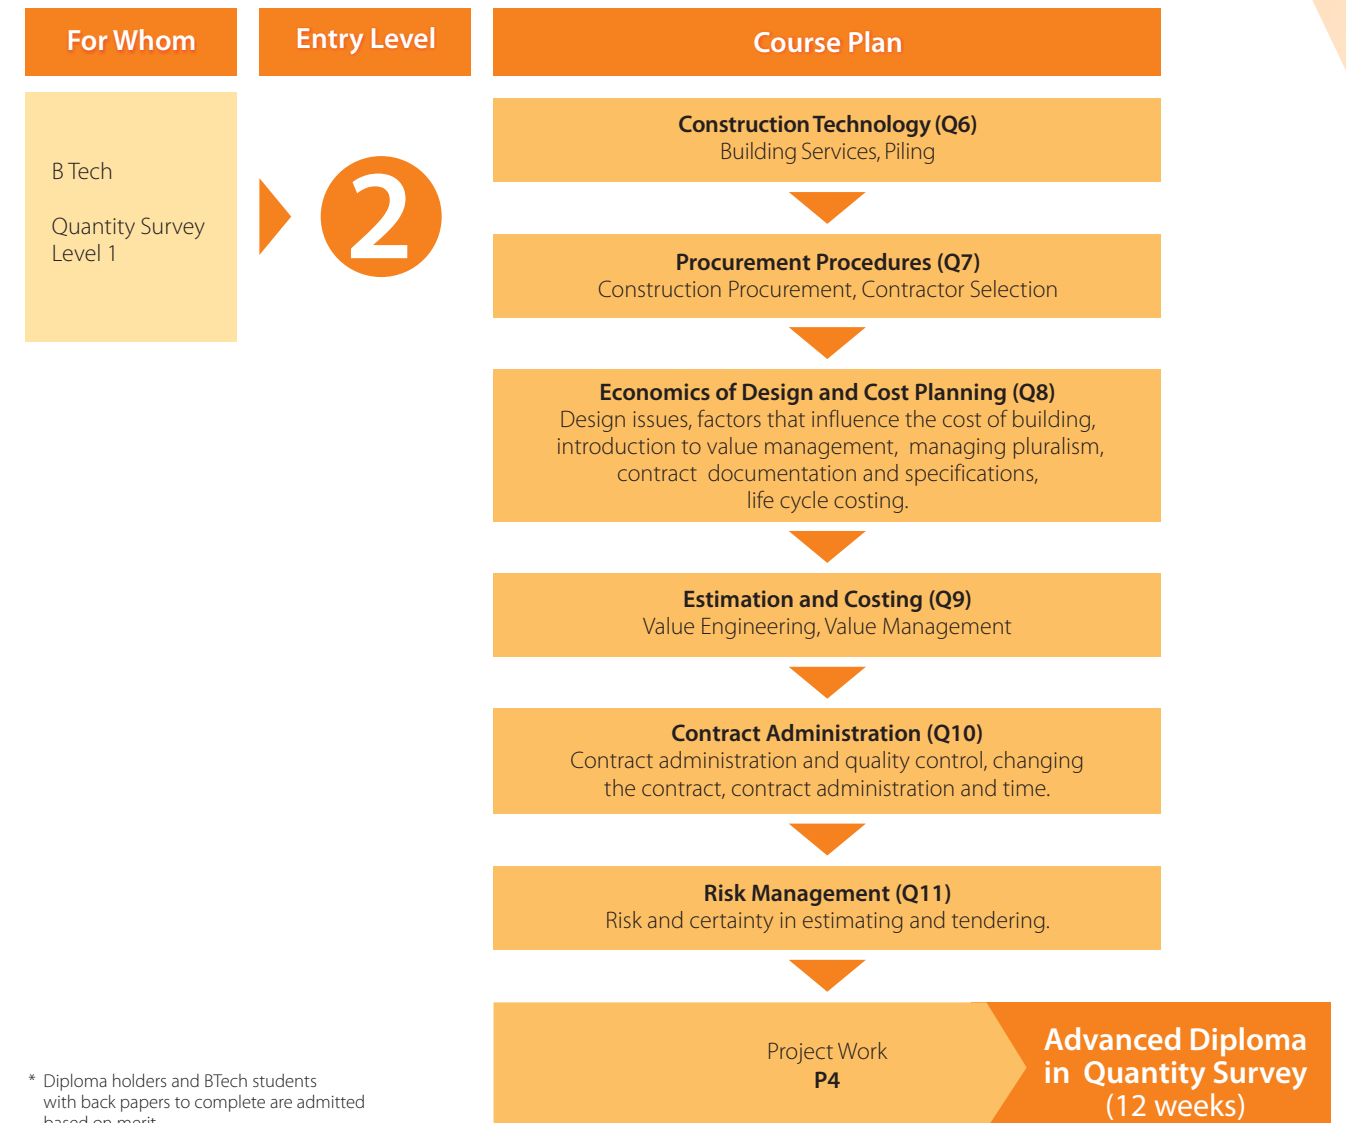 For Whom
Entry Level
Course Plan
B Tech
Quantity Survey
Level 1
2
Construction Technology (Q6)
Building Services, Piling
Procurement Procedures (Q7)
Construction Procurement, Contractor Selection
Economics of Design and Cost Planning (Q8)
Design issues, factors that influence the cost of building,
introduction to value management, managing pluralism,
contract documentation and specifications,
life cycle costing.
Estimation and Costing (Q9)
Value Engineering, Value Management
Contract Administration (Q10)
Contract administration and quality control, changing
the contract, contract administration and time.
Risk Management (Q11)
Risk and certainty in estimating and tendering.
Project Work
P4
Advanced Diploma
in Quantity Survey
(12 weeks)
* Diploma holders and BTech students
with back papers to complete are admitted
based on merit